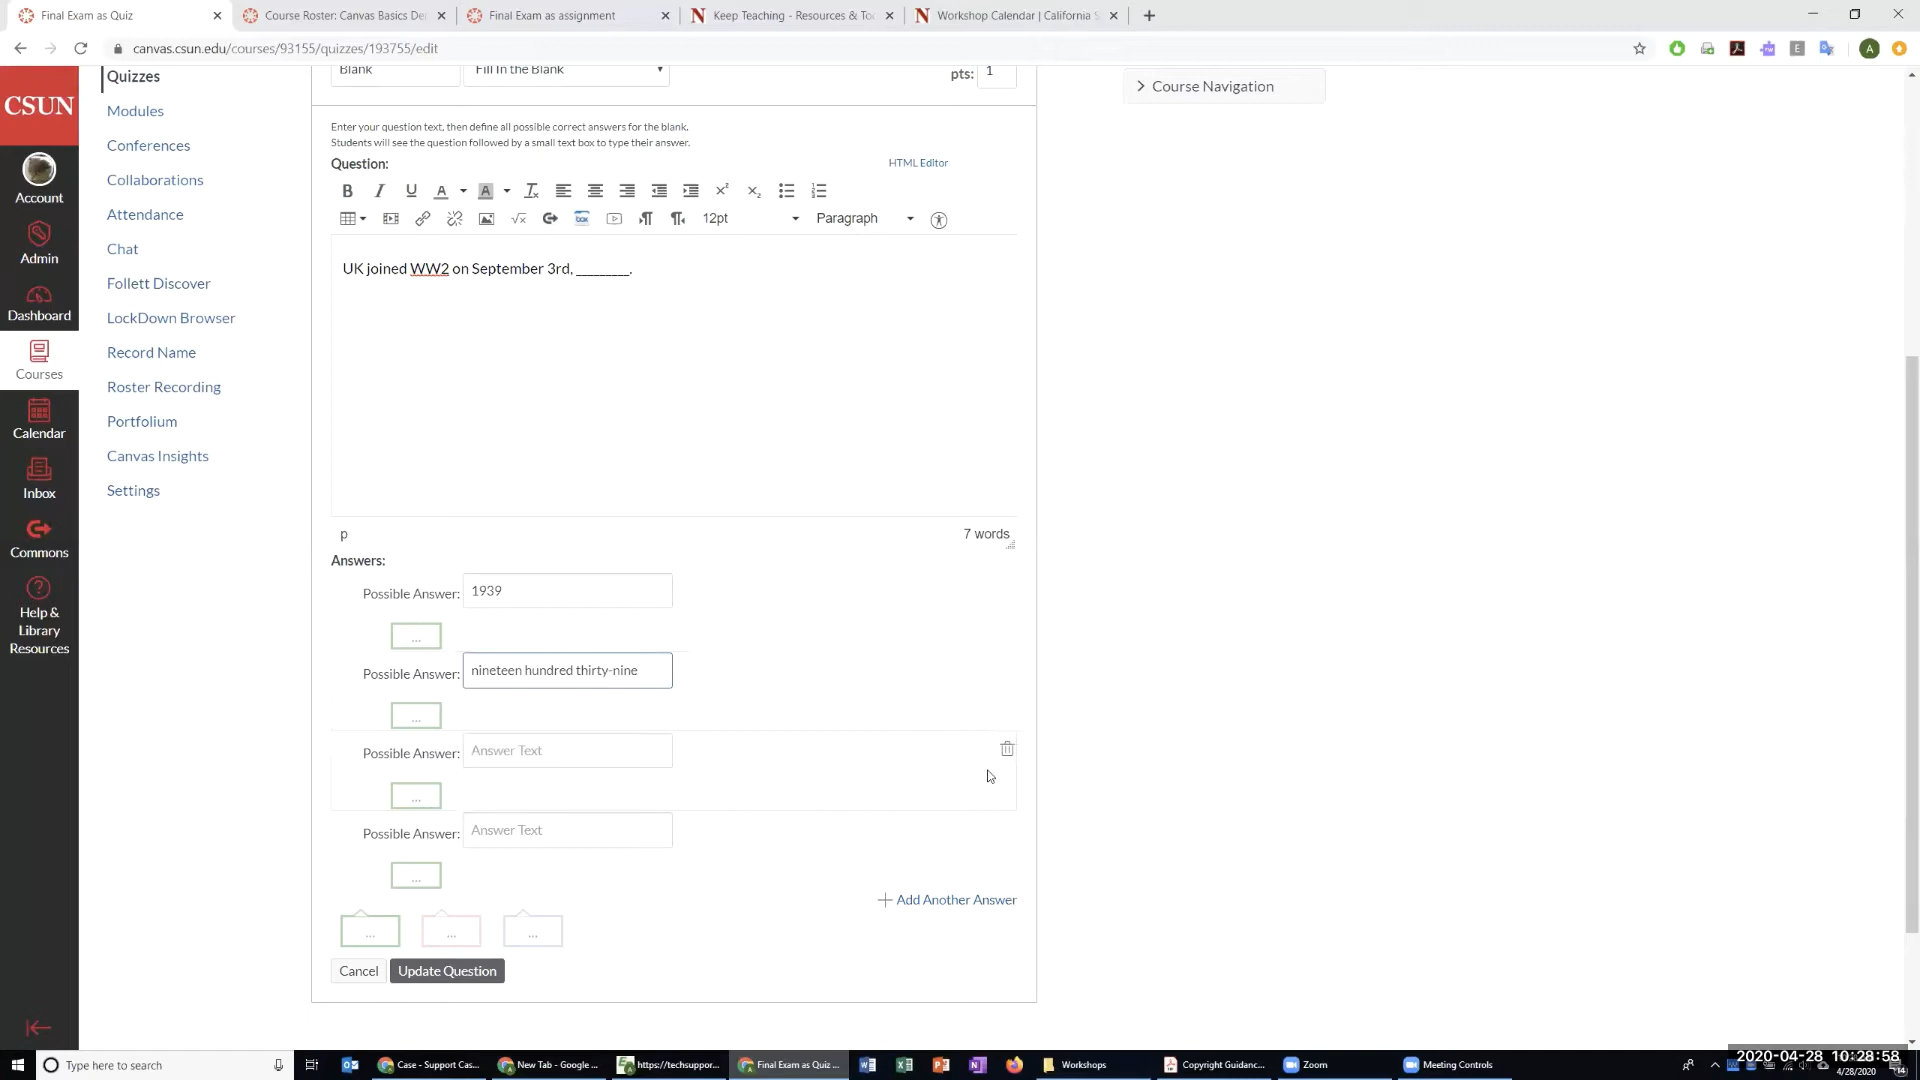 Final Exam as Quiz
Course Roster: Canvas Basics De
Final Exam as assignment
Keep Teaching - Resources & To
Workshop Calendar | California S
canvas.csun.edu/courses/93155/quizzes/193755/edit
CSUN
Account
Admin
Dashboard
Courses
Calendar
Inbox
Commons
Help &
Library
Resources
Quizzes
Modules
Conferences
Collaborations
Attendance
Chat
Follett Discover
LockDown Browser
Record Name
Roster Recording
Portfolium
Canvas Insights
Settings
Blank
Fill In the Blank
pts: 1
Course Navigation
Enter your question text, then define all possible correct answers for the blank.
Students will see the question followed by a small text box to type their answer.
Question:
HTML Editor
12pt
Paragraph
UK joined WW2 on September 3rd, _________.
p
7 words
Answers:
Possible Answer: 1939
...
Possible Answer: nineteen hundred thirty-nine
...
Possible Answer: Answer Text
...
Possible Answer: Answer Text
...
Add Another Answer
... ... ...
Cancel
Update Question
Type here to search
Case - Support Cas...
New Tab - Google ...
https://techsuppor...
Final Exam as Quiz ...
Workshops
Copyright Guidanc...
Zoom
Meeting Controls
2020-04-28 10:28:58
4/28/2020